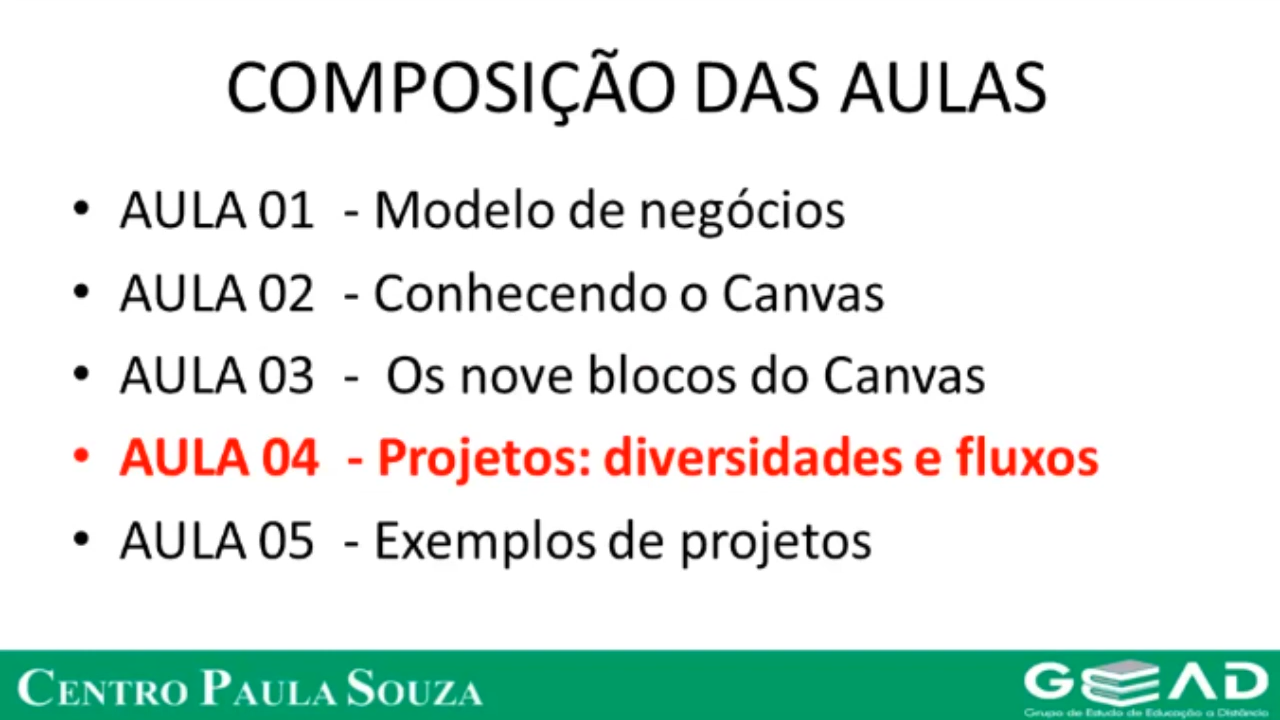 COMPOSIÇÃO DAS AULAS
• AULA 01 - Modelo de negócios
• AULA 02 - Conhecendo o Canvas
• AULA 03 - Os nove blocos do Canvas
• AULA 04 - Projetos: diversidades e fluxos
• AULA 05 - Exemplos de projetos
CENTRO PAULA SOUZA
GEAD
Grupo de Estudo de Educação a Distância